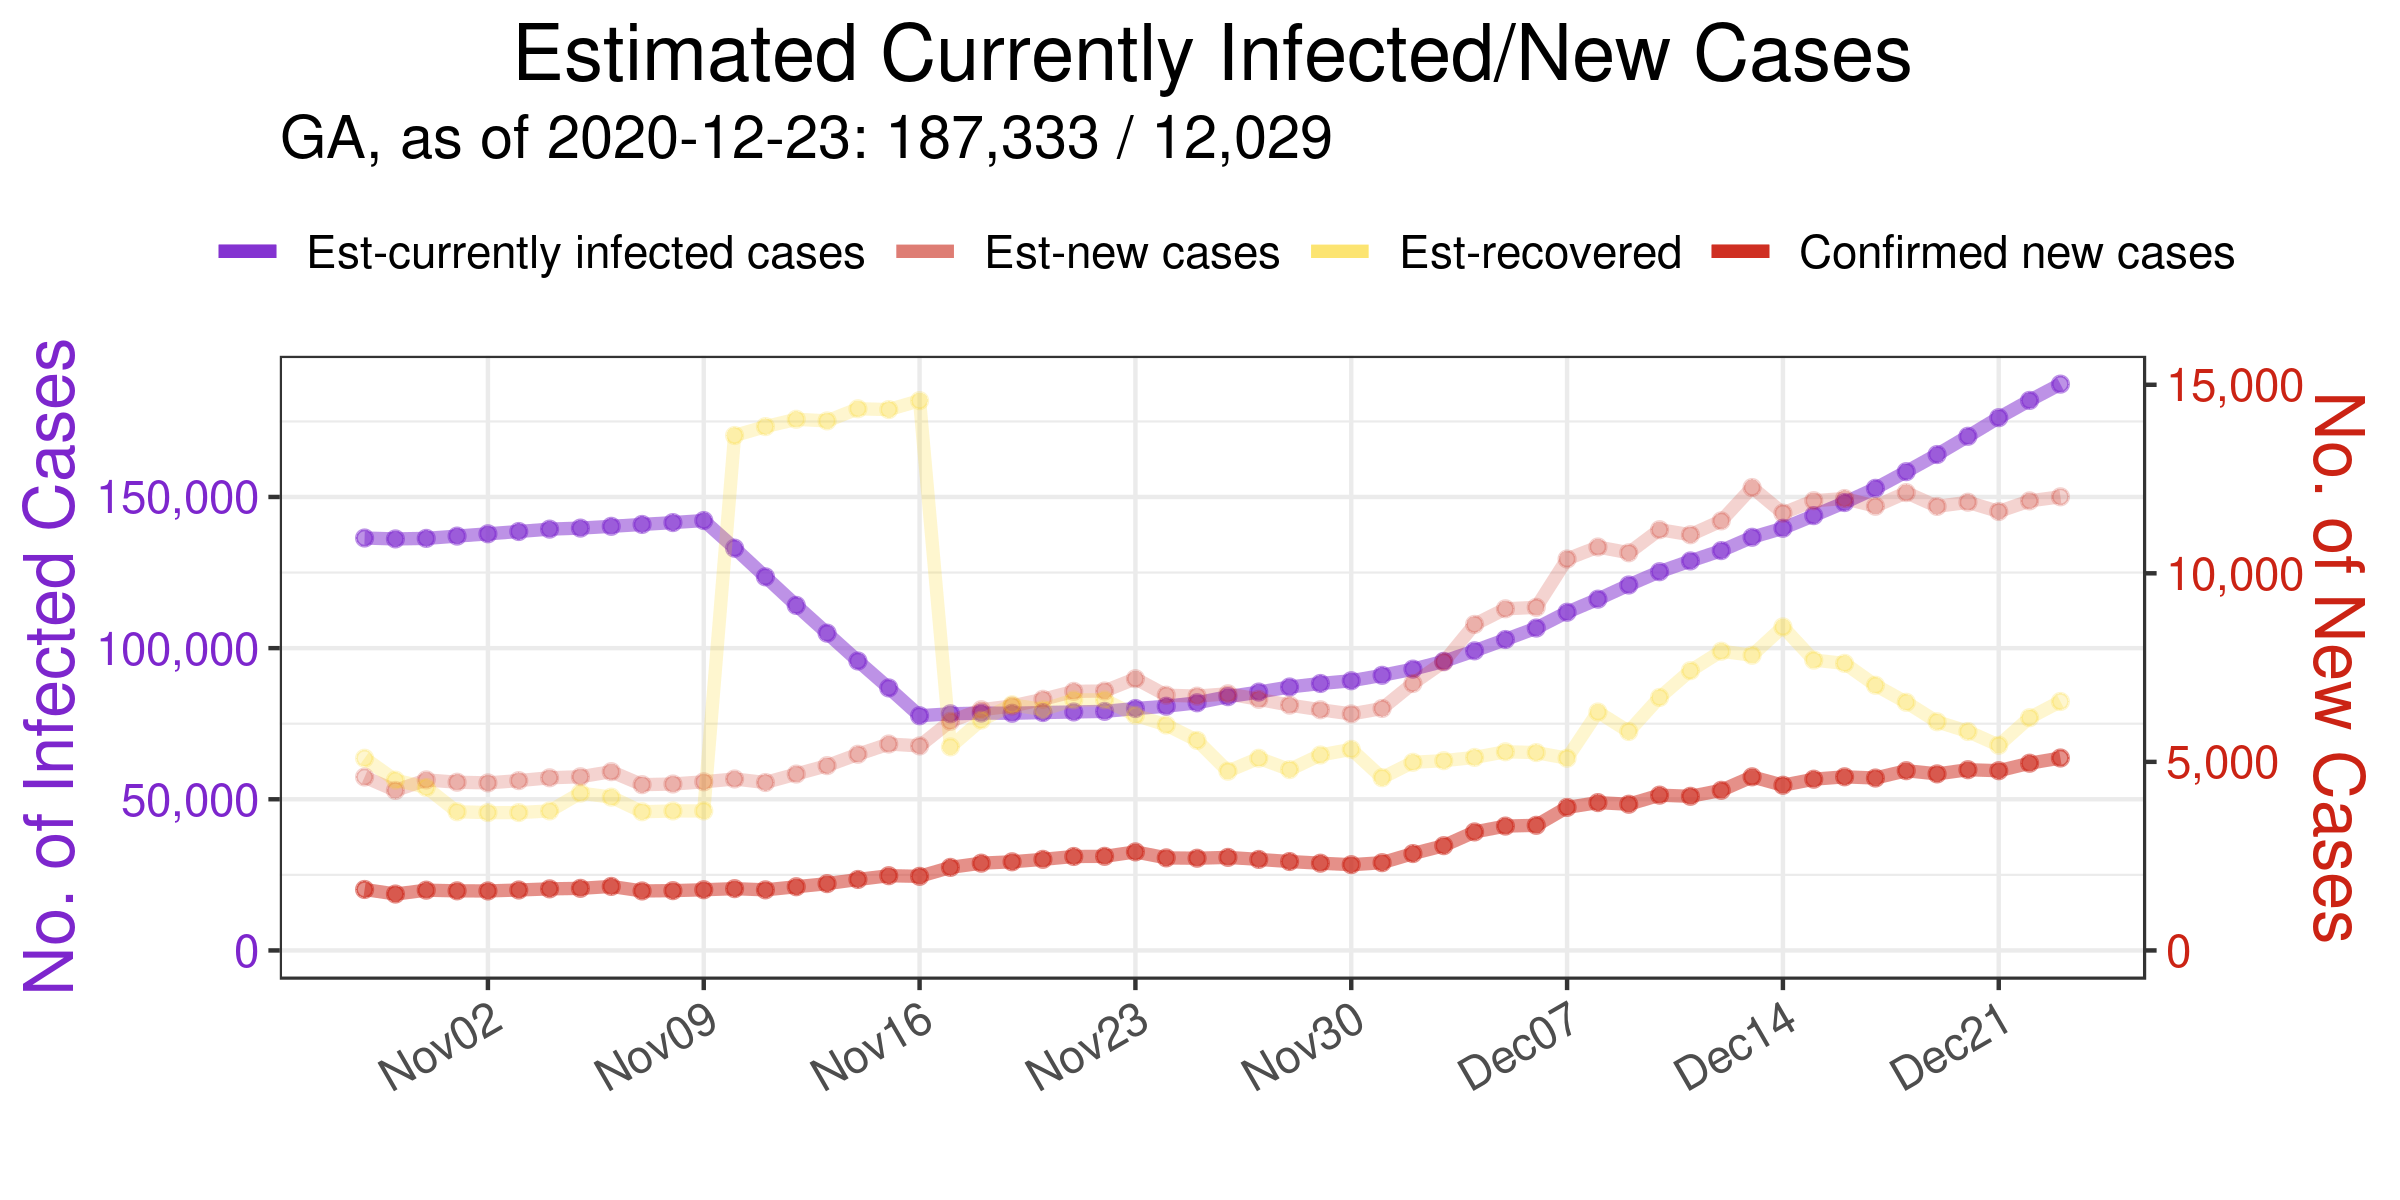 Estimated Currently Infected/New Cases
GA, as of 2020-12-23: 187,333 / 12,029
Est-currently infected cases Est-new cases Est-recovered Confirmed new cases
No. of Infected Cases
150,000
100,000
50,000
0
15,000
10,000
5,000
0
No. of New Cases
Nov02 Nov09 Nov16 Nov23 Nov30 Dec07 Dec14 Dec21